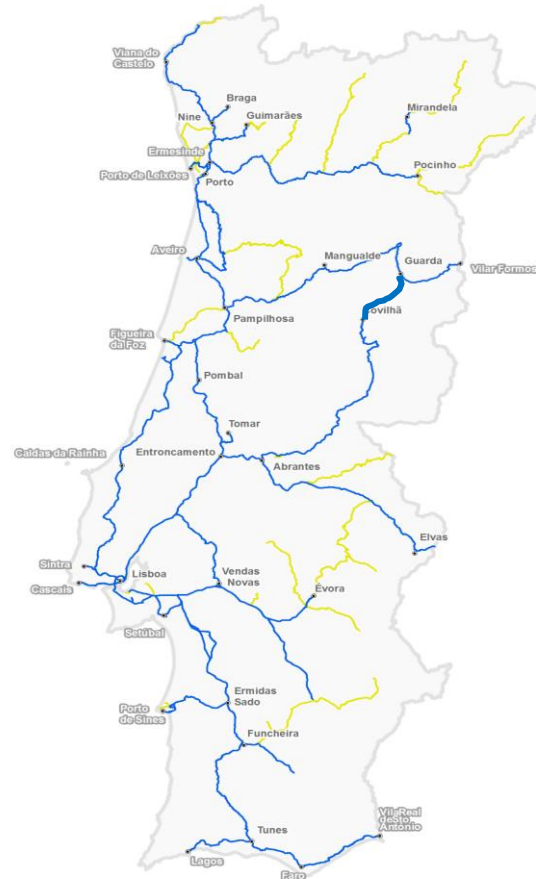 Viana do
Castelo
Braga
Nine
Guimarães
Mirandela
Ermesinde
Porto de Leixões
Porto
Pocinho
Aveiro
Mangualde
Guarda
Vilar Formoso
Pampilhosa
ovilhã
Figueira
da Foz
Pombal
Tomar
Caldas da Rainha
Entroncamento
Abrantes
Elvas
Sintra
Lisboa
Vendas
Novas
Cascais
Évora
Setúbal
Ermidas
Sado
Porto
de Sines
Funcheira
Vila Real
de Sto
António
Tunes
Lagos
Faro